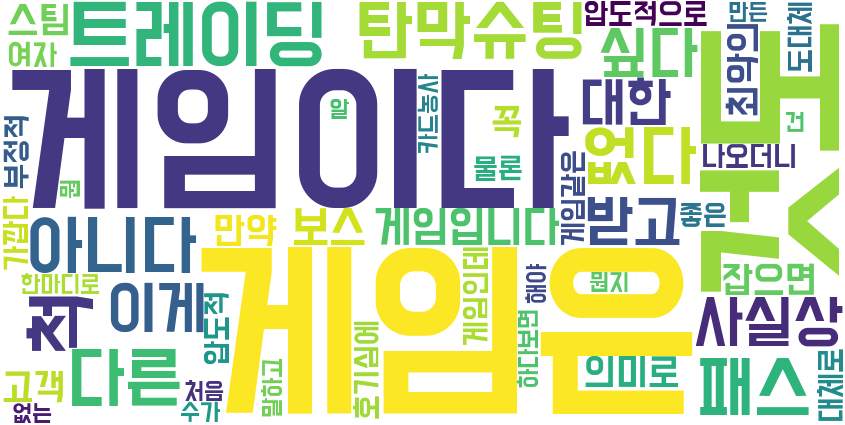 스팀
여자
트레이딩
탄막슈팅
압도적으로
만든
도대체
싶다
최악의
게임이다
알
카드농사
꼭
대한
건
부정적
뭔
물론
없다
나오더니
가깝다
아니다
만약
보스
게임입니다
게임같은
받고
좋은
한마디로
이게
압도적
게임은
게임인데
해야
뭔지
잡으면
사실상
호기심에
하다보면
고객
다른
처음
말하고
의미로
패스
대체로
없는
수가